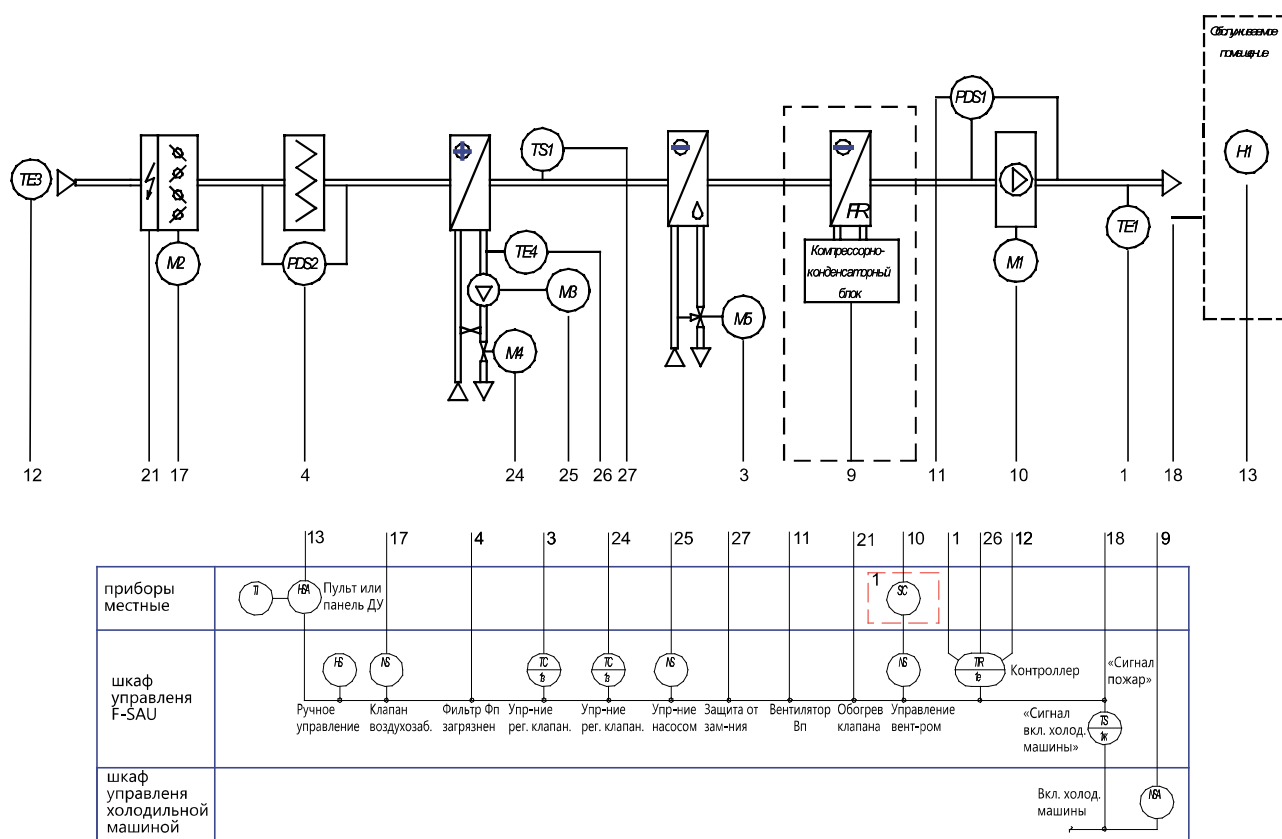 Обслуживаемое
помещение
PDS1
TS1
H1
TE3
FR
TE1
TE4
Компрессорно-
конденсаторный
блок
M2
PDS2
M1
M3
M5
M4
12
21
17
4
24
25
26
27
3
9
11
10
1
18
13
13
17
4
3
24
25
27
11
21
10
1
26
12
18
9
приборы
местные
TI
HSA
Пульт или
панель ДУ
1
SC
шкаф
управленя
F-SAU
HS
NS
TC
1з
TC
1з
NS
NS
TIR
1з
Контроллер
«Сигнал
пожар»
Ручное
управление
Клапан
воздухозаб.
Фильтр Фп
загрязнен
Упр-ние
рег. клапан.
Упр-ние
рег. клапан.
Упр-ние
насосом
Защита от
зам-ния
Вентилятор
Вп
Обогрев
клапана
Управление
вент-ром
«Сигнал
вкл. холод.
машины»
TS
1ж
шкаф
управленя
холодильной
машиной
Вкл. холод.
машины
NSA